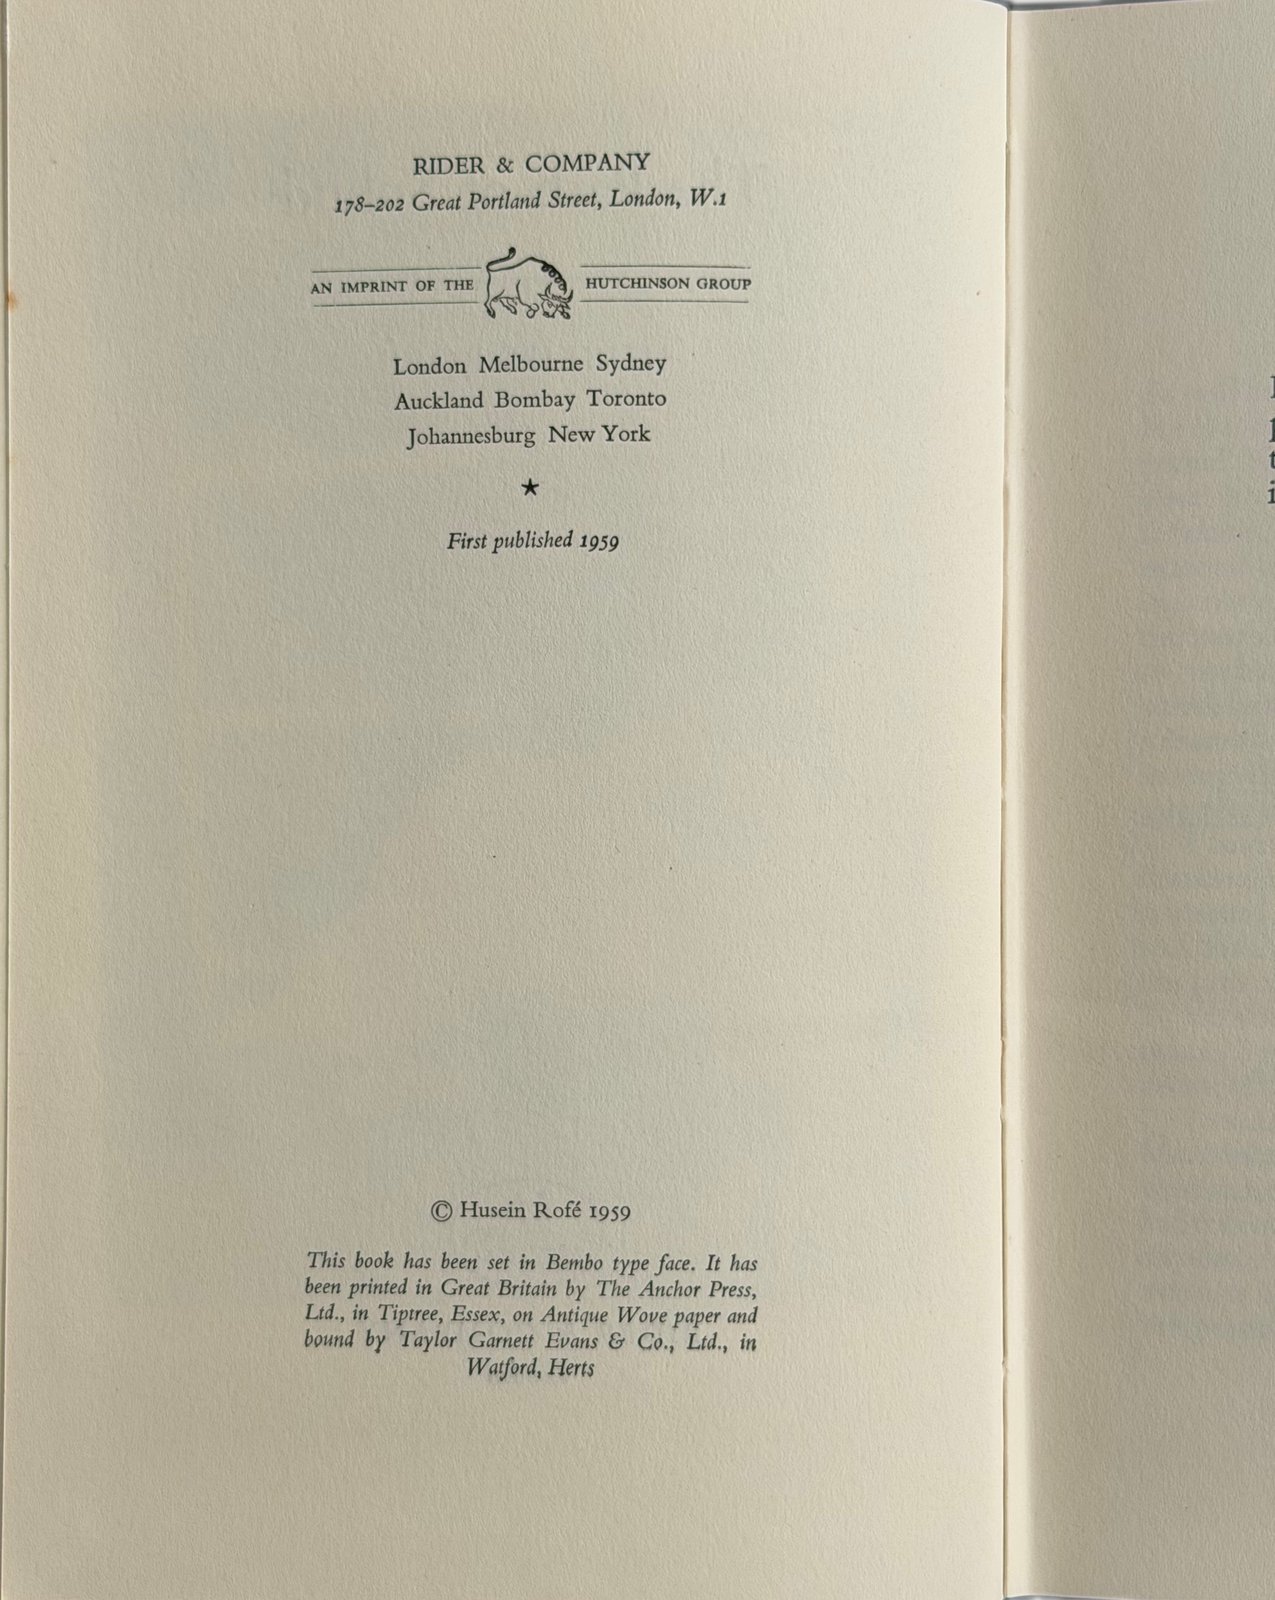 RIDER & COMPANY
178–202 Great Portland Street, London, W.1
AN IMPRINT OF THE HUTCHINSON GROUP
London Melbourne Sydney
Auckland Bombay Toronto
Johannesburg New York
★
First published 1959
© Husein Rofé 1959
This book has been set in Bembo type face. It has
been printed in Great Britain by The Anchor Press,
Ltd., in Tiptree, Essex, on Antique Wove paper and
bound by Taylor Garnett Evans & Co., Ltd., in
Watford, Herts